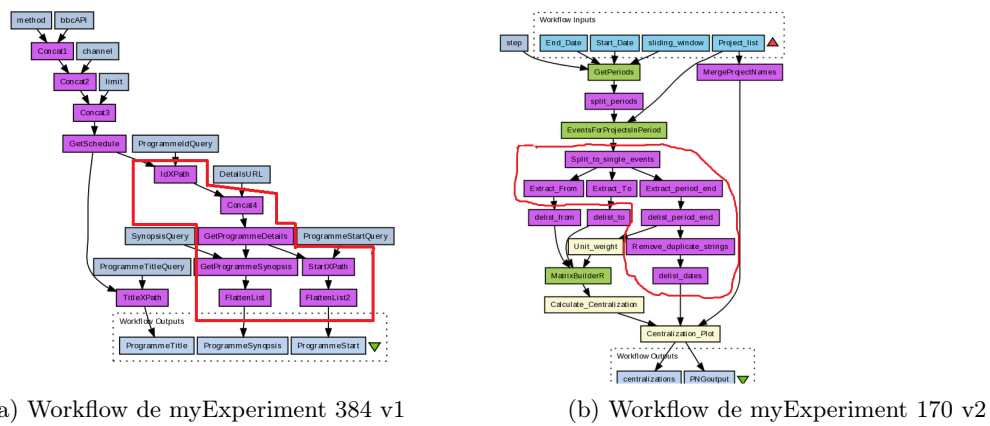 method bbcAPI
Concat1 channel
Concat2 limit
Concat3
GetSchedule ProgrammeIdQuery
IdXPath DetailsURL
Concat4
SynopsisQuery GetProgrammeDetails ProgrammeStartQuery
ProgrammeTitleQuery GetProgrammeSynopsis StartXPath
TitleXPath FlattenList FlattenList2
Workflow Outputs
ProgrammeTitle ProgrammeSynopsis ProgrammeStart
a) Workflow de myExperiment 384 v1
Workflow Inputs
step End_Date Start_Date sliding_window Project_list
GetPeriods MergeProjectNames
split_periods
EventsForProjectsInPeriod
Split_to_single_events
Extract_From Extract_To Extract_period_end
delist_from delist_to delist_period_end
Unit_weight Remove_duplicate_strings
MatrixBuilderR delist_dates
Calculate_Centralization
Centralization_Plot
Workflow Outputs
centralizations PNGoutput
(b) Workflow de myExperiment 170 v2